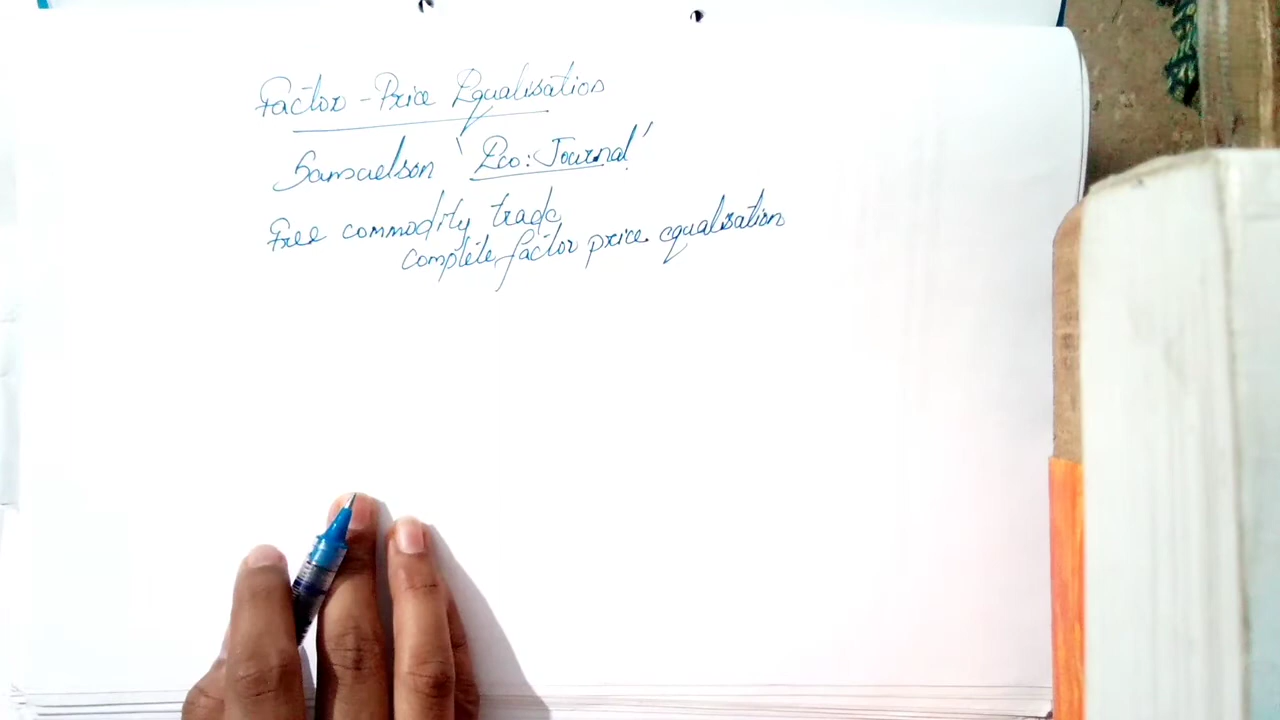 Factor - Price Equalisation
Samuelson 'Eco: Journal'
Free commodity trade
complete factor price equalisation